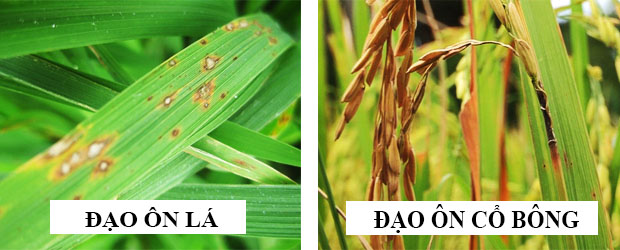 ĐẠO ÔN LÁ
ĐẠO ÔN CỔ BÔNG